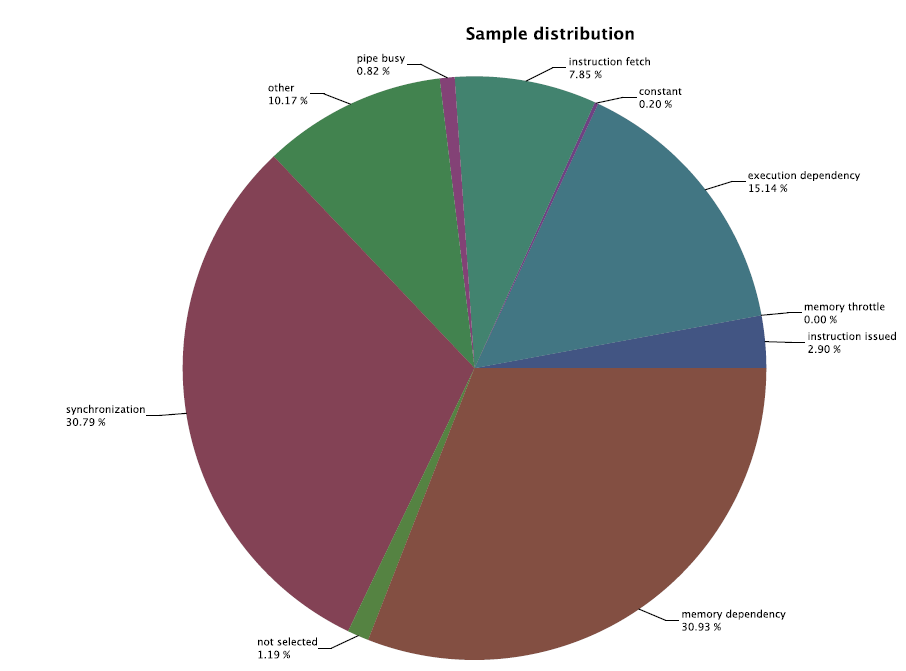 Sample distribution
pipe busy
0.82 %
instruction fetch
7.85 %
other
10.17 %
constant
0.20 %
execution dependency
15.14 %
memory throttle
0.00 %
instruction issued
2.90 %
synchronization
30.79 %
memory dependency
30.93 %
not selected
1.19 %